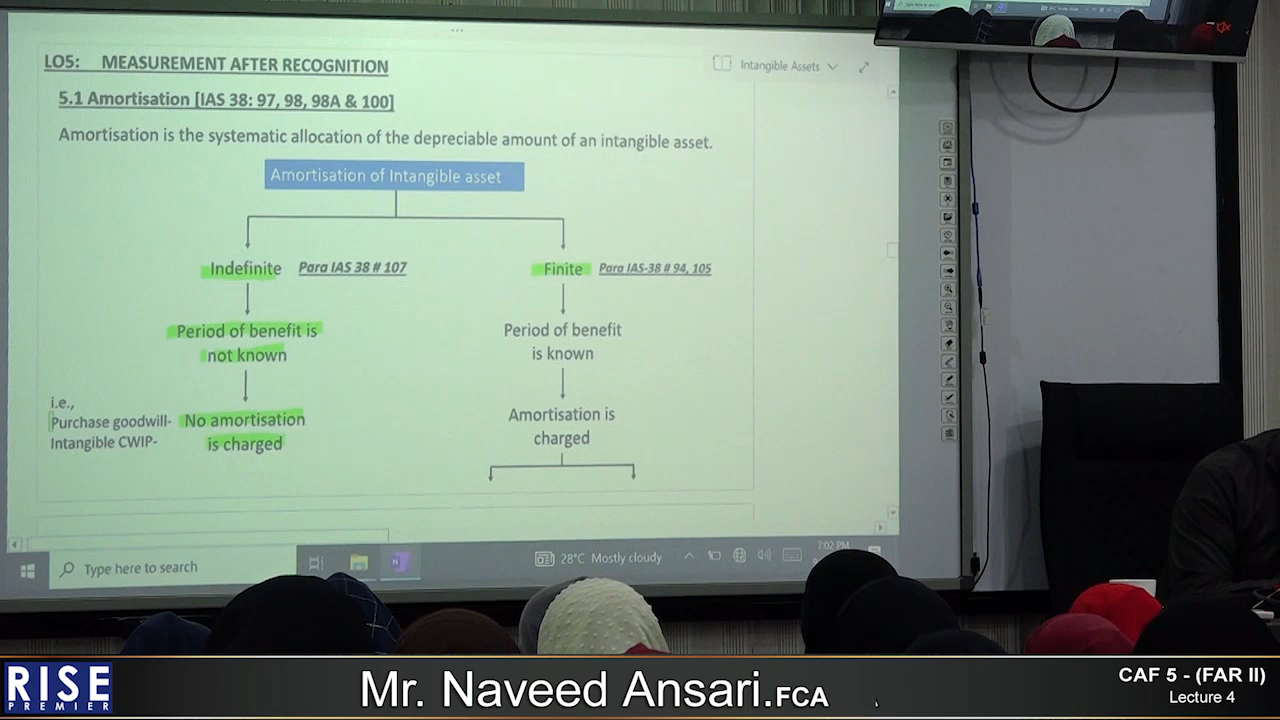 LO5: MEASUREMENT AFTER RECOGNITION
Intangible Assets
5.1 Amortisation [IAS 38: 97, 98, 98A & 100]
Amortisation is the systematic allocation of the depreciable amount of an intangible asset.
Amortisation of Intangible asset
Indefinite Para IAS 38 # 107
Finite Para IAS-38 # 94, 105
Period of benefit is
not known
Period of benefit
is known
i.e.,
Purchase goodwill-
Intangible CWIP-
No amortisation
is charged
Amortisation is
charged
Type here to search
28°C Mostly cloudy
7:02 PM
RISE
PREMIER
Mr. Naveed Ansari.FCA
CAF 5 - (FAR II)
Lecture 4